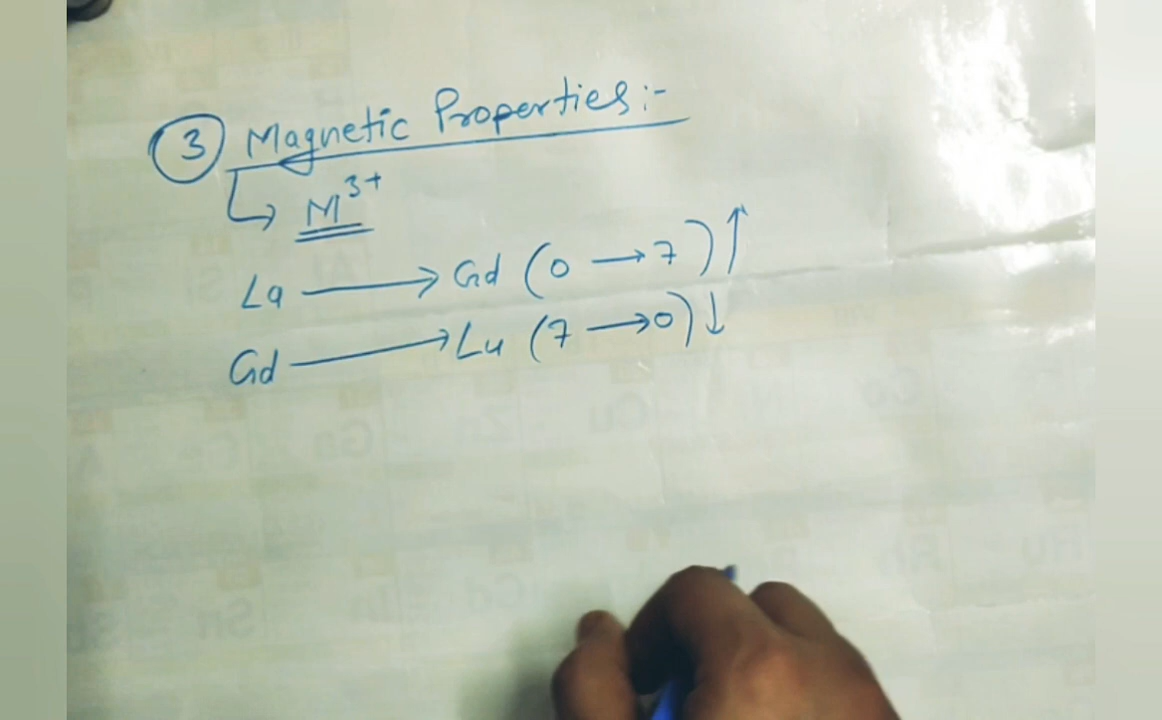 ③ Magnetic Properties :-
↳ M³⁺
La ⟶ Gd (0 → 7) ↑
Gd ⟶ Lu (7 → 0) ↓